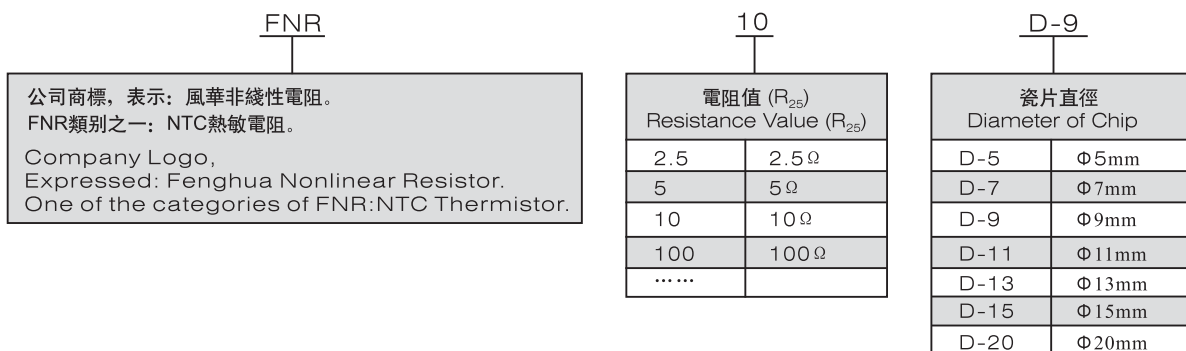 FNR
10
D-9
公司商標，表示：風華非綫性電阻。
FNR類别之一：NTC熱敏電阻。
Company Logo,
Expressed: Fenghua Nonlinear Resistor.
One of the categories of FNR:NTC Thermistor.
電阻值 (R₂₅)
Resistance Value (R₂₅)
2.5 2.5Ω
5 5Ω
10 10Ω
100 100Ω
……
瓷片直徑
Diameter of Chip
D-5 Φ5mm
D-7 Φ7mm
D-9 Φ9mm
D-11 Φ11mm
D-13 Φ13mm
D-15 Φ15mm
D-20 Φ20mm